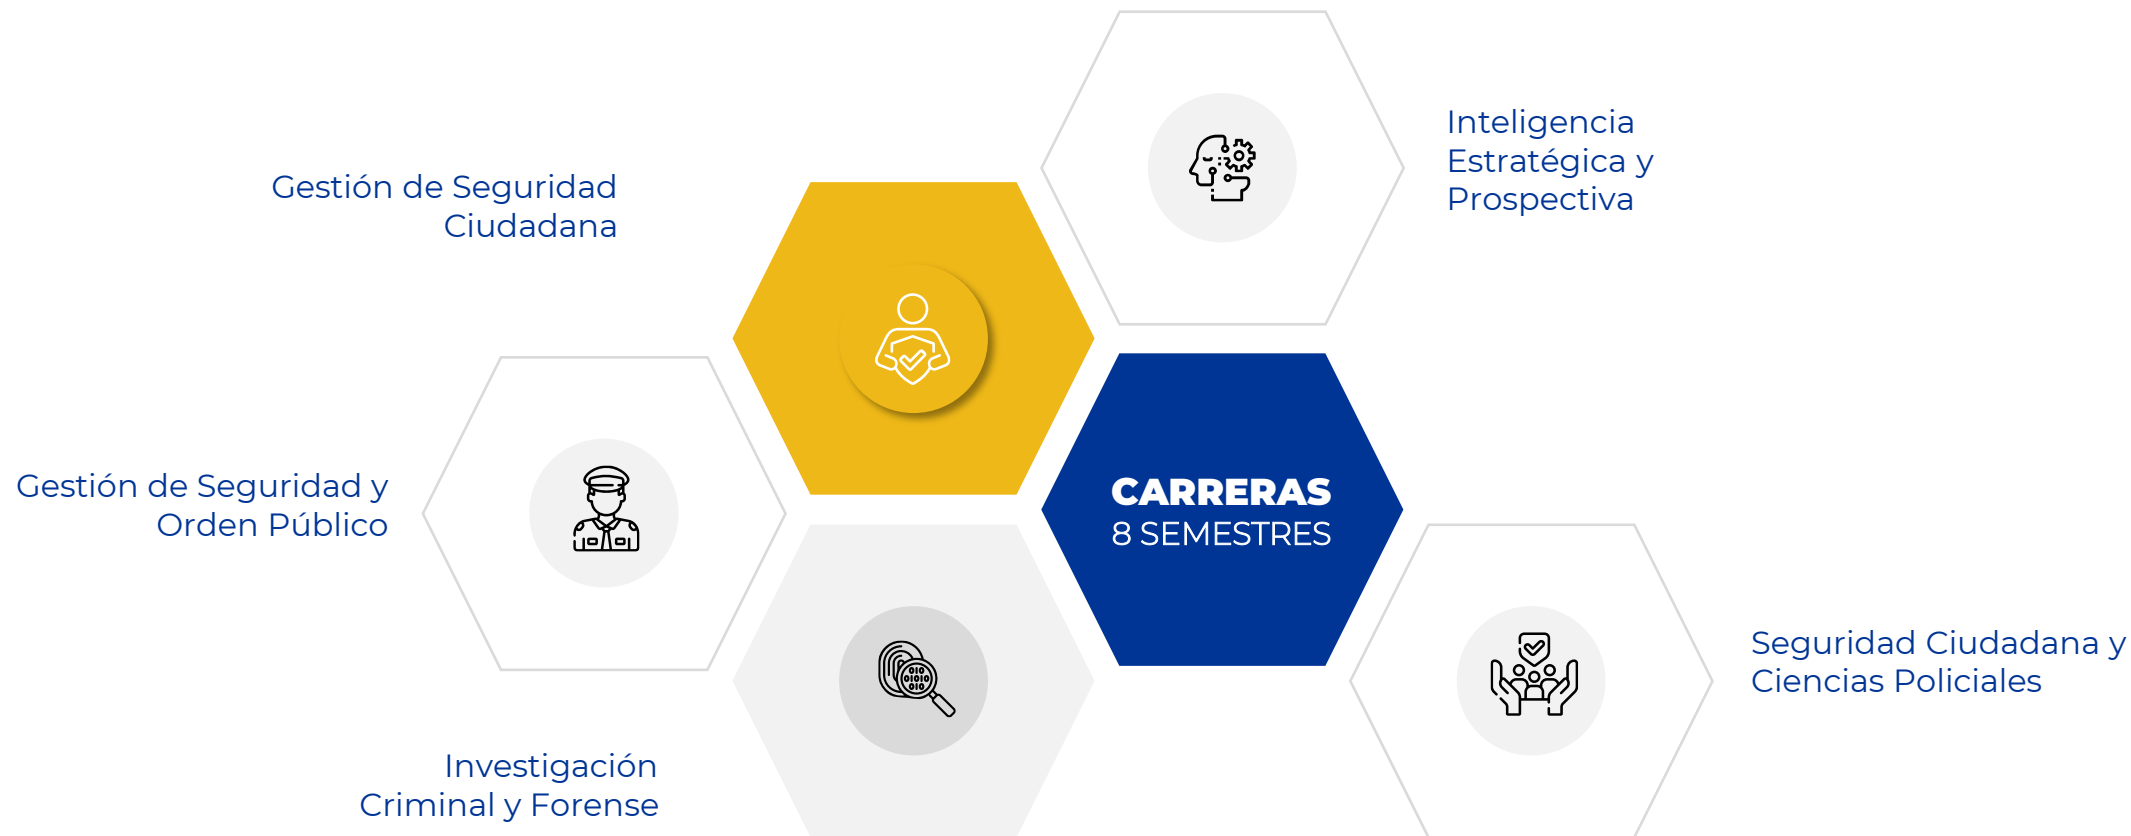 Inteligencia
Estratégica y
Prospectiva
Gestión de Seguridad
Ciudadana
Gestión de Seguridad y
Orden Público
CARRERAS
8 SEMESTRES
Seguridad Ciudadana y
Ciencias Policiales
Investigación
Criminal y Forense